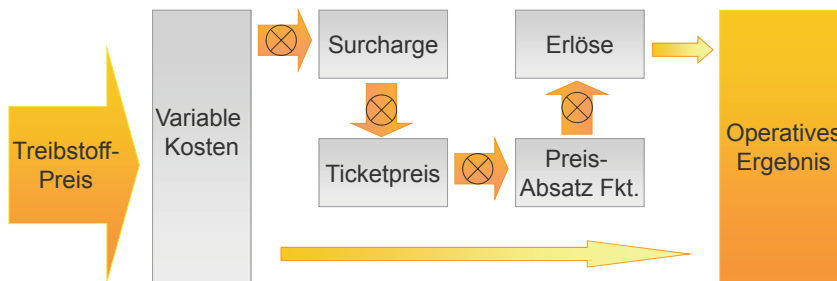 Treibstoff-
Preis
Variable
Kosten
Surcharge
Ticketpreis
Preis-
Absatz Fkt.
Erlöse
Operatives
Ergebnis